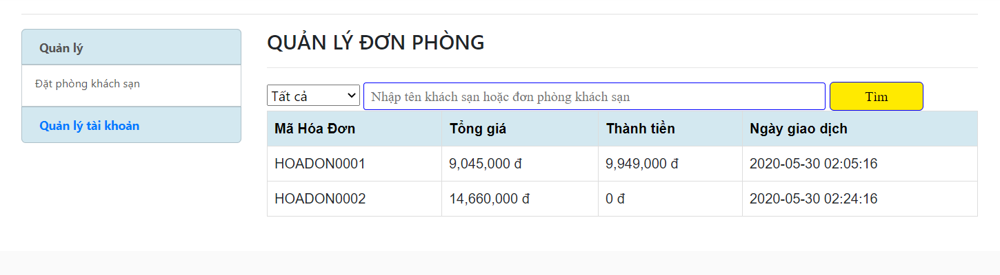 Quản lý
Đặt phòng khách sạn
Quản lý tài khoản
QUẢN LÝ ĐƠN PHÒNG
Tất cả Nhập tên khách sạn hoặc đơn phòng khách sạn Tìm
Mã Hóa Đơn Tổng giá Thành tiền Ngày giao dịch
HOADON0001 9,045,000 đ 9,949,000 đ 2020-05-30 02:05:16
HOADON0002 14,660,000 đ 0 đ 2020-05-30 02:24:16